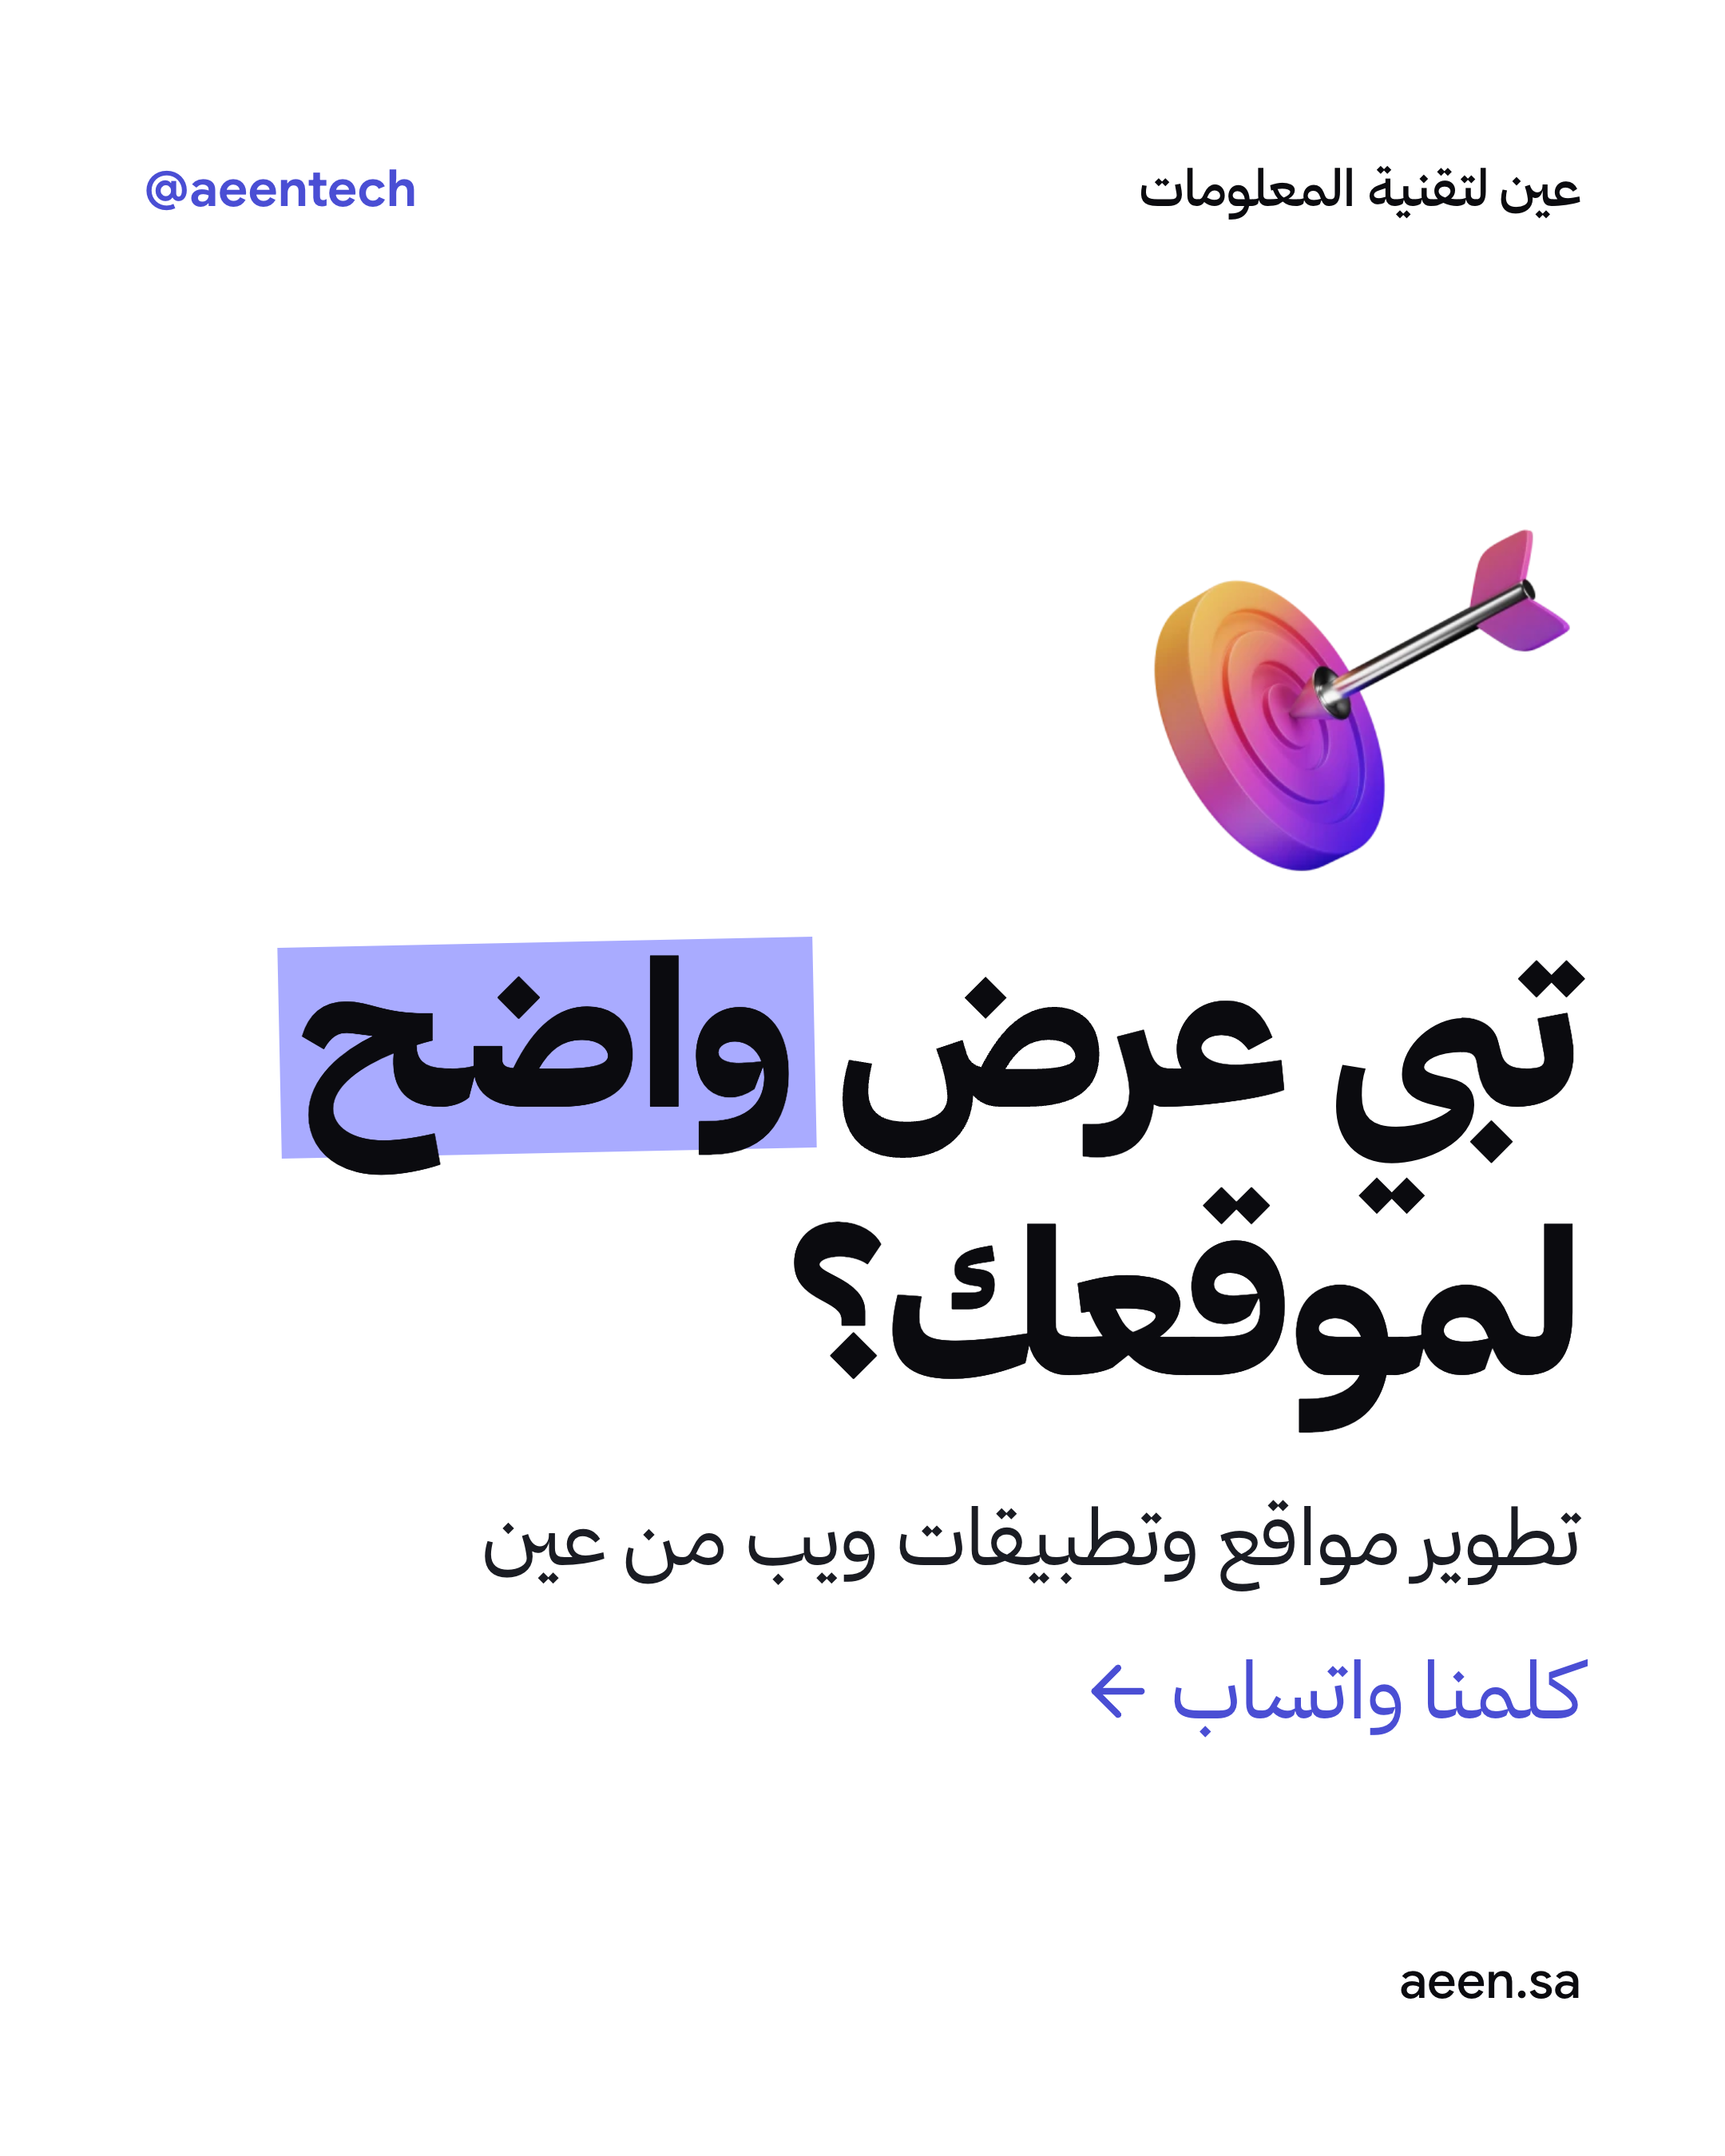 عين لتقنية المعلومات
@aeentech
تبي عرض واضح
لموقعك؟
تطوير مواقع وتطبيقات ويب من عين
كلمنا واتساب ←
aeen.sa